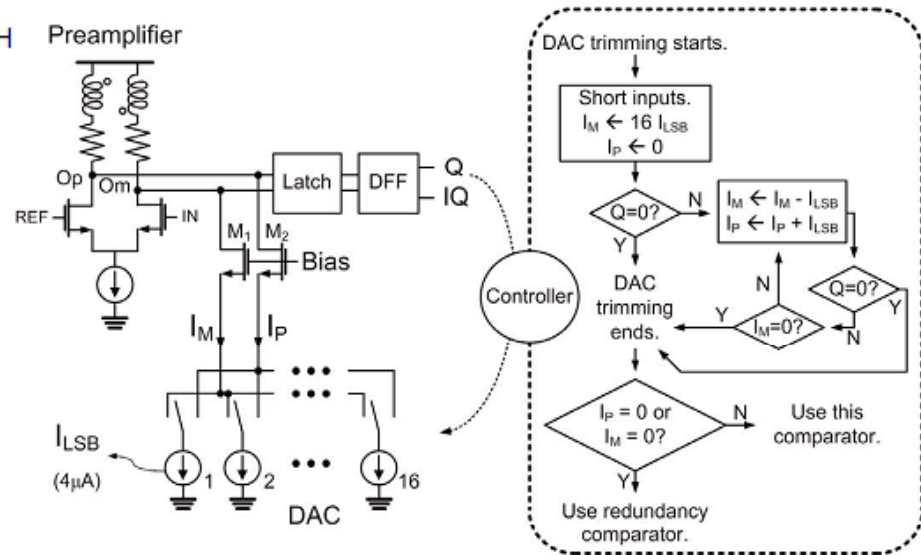 H
Preamplifier
Op
Om
REF
IN
Latch
DFF
Q
IQ
M1
M2
Bias
IM
IP
ILSB
(4µA)
1
2
16
DAC
Controller
DAC trimming starts.
Short inputs.
IM ← 16 ILSB
IP ← 0
Q=0?
N
Y
IM ← IM - ILSB
IP ← IP + ILSB
Q=0?
Y
N
IM=0?
N
Y
DAC
trimming
ends.
IP = 0 or
IM = 0?
N
Use this
comparator.
Y
Use redundancy
comparator.